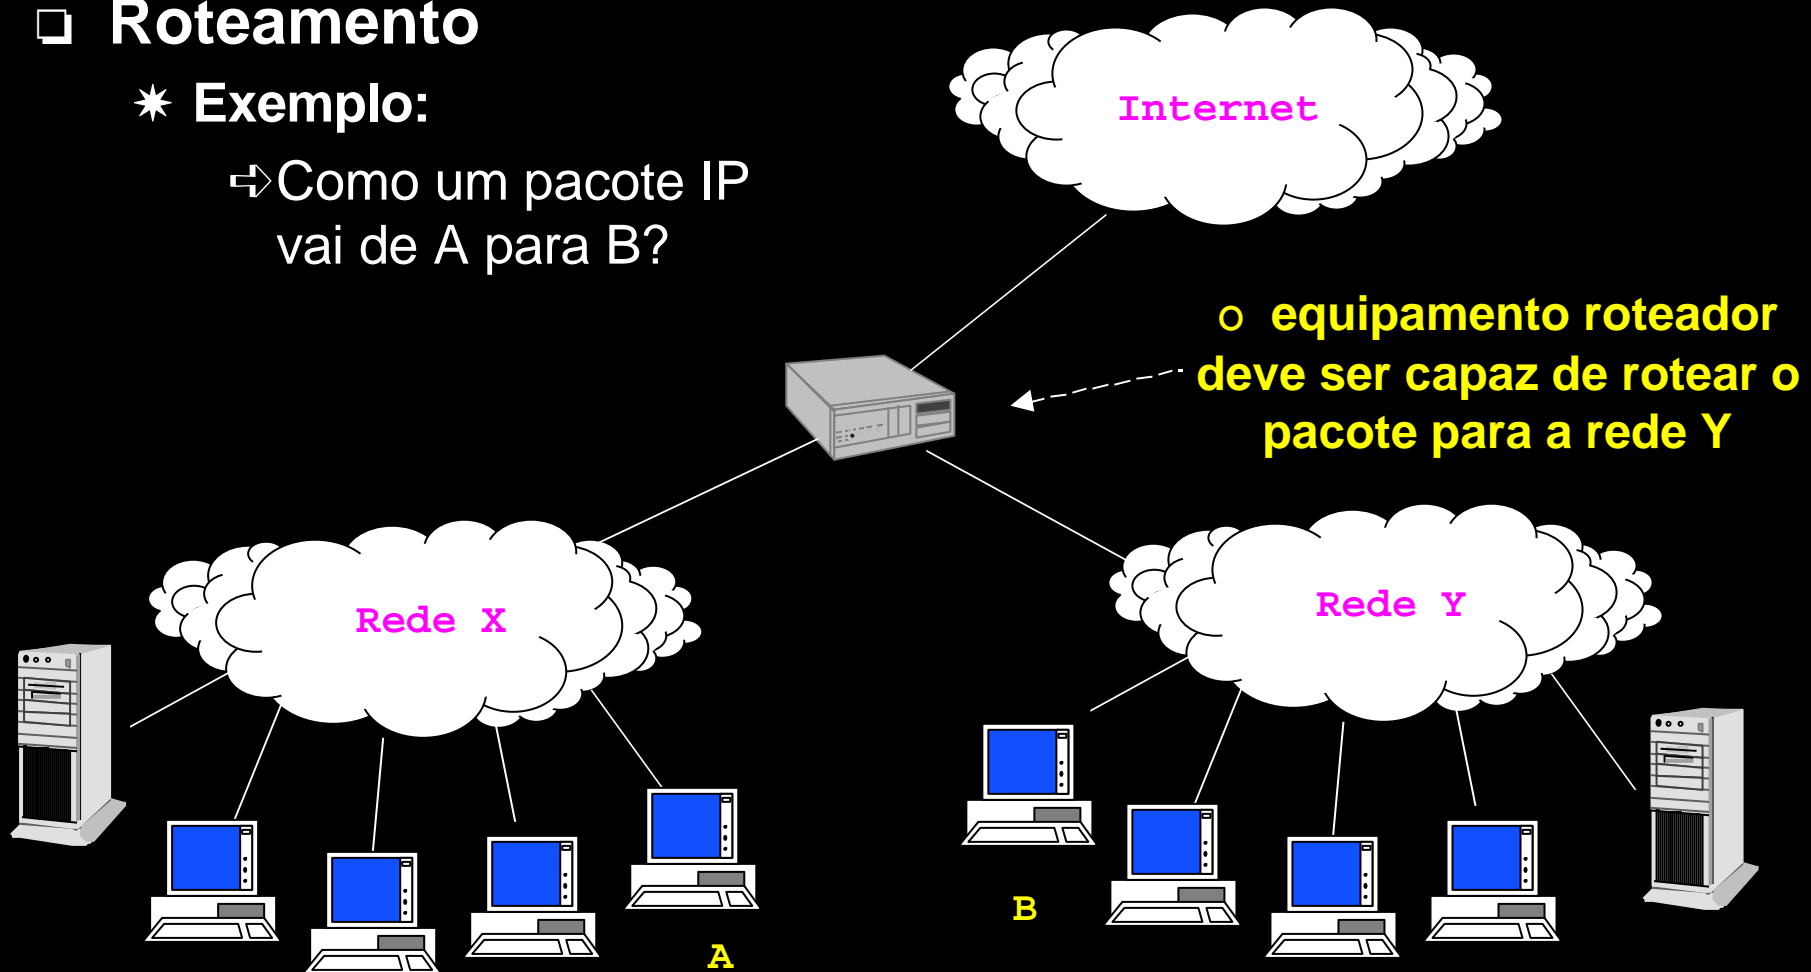 Roteamento
Exemplo:
Como um pacote IP
vai de A para B?
Internet
o equipamento roteador
deve ser capaz de rotear o
pacote para a rede Y
Rede X
Rede Y
B
A